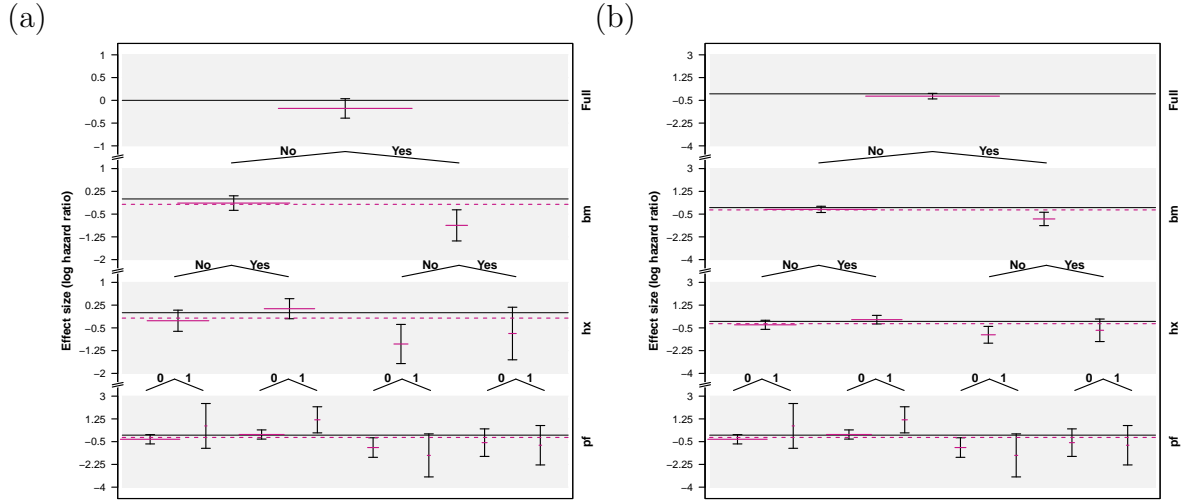 (a)
Effect size (log hazard ratio)
1
0.5
0
−0.5
−1
Full
No Yes
1
0.25
−0.5
−1.25
−2
bm
No Yes No Yes
1
0.25
−0.5
−1.25
−2
hx
0 1 0 1 0 1 0 1
3
1.25
−0.5
−2.25
−4
pf
(b)
Effect size (log hazard ratio)
3
1.25
−0.5
−2.25
−4
Full
No Yes
3
1.25
−0.5
−2.25
−4
bm
No Yes No Yes
3
1.25
−0.5
−2.25
−4
hx
0 1 0 1 0 1 0 1
3
1.25
−0.5
−2.25
−4
pf